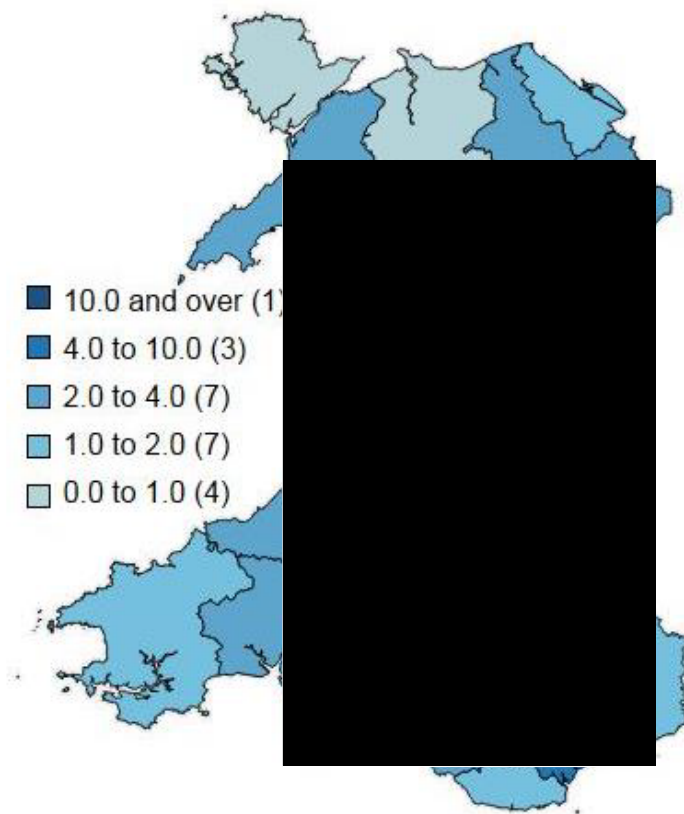 10.0 and over (1)
4.0 to 10.0 (3)
2.0 to 4.0 (7)
1.0 to 2.0 (7)
0.0 to 1.0 (4)